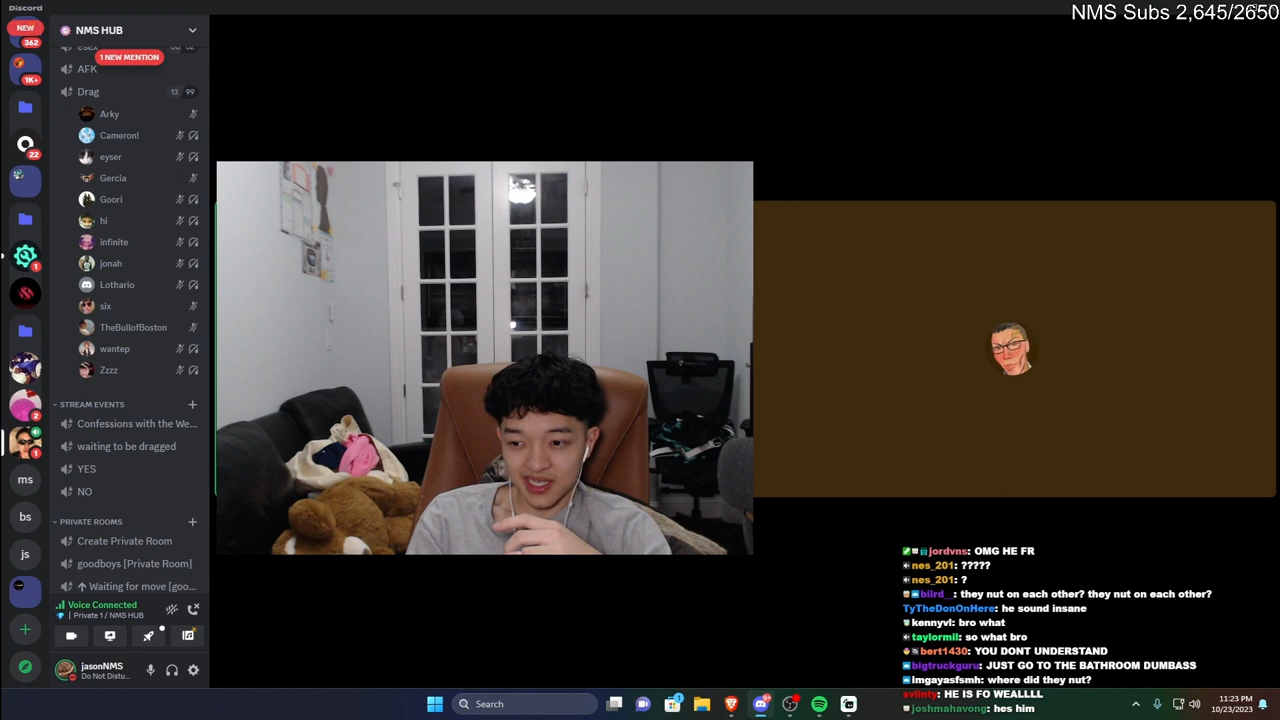 Discord
NMS Subs 2,645/2650
NEW
362
1K+
22
1
2
1
ms
bs
js
NMS HUB
1 NEW MENTION
AFK
Drag 13 99
Arky
Cameron!
eyser
Gercia
Goori
hi
infinite
jonah
Lothario
six
TheBullofBoston
wantep
Zzzz
STREAM EVENTS
Confessions with the We...
waiting to be dragged
YES
NO
PRIVATE ROOMS
Create Private Room
goodboys [Private Room]
Waiting for move [goo...
Voice Connected
Private 1 / NMS HUB
jasonNMS
Do Not Distu...
jordvns: OMG HE FR
nes_201: ?????
nes_201: ?
biird__: they nut on each other? they nut on each other?
TyTheDonOnHere: he sound insane
kennyvl: bro what
taylormil: so what bro
bert1430: YOU DONT UNDERSTAND
bigtruckguru: JUST GO TO THE BATHROOM DUMBASS
imgayasfsmh: where did they nut?
avlinty: HE IS FO WEALLLL
joshmahavong: hes him
Search
11:23 PM
10/23/2023